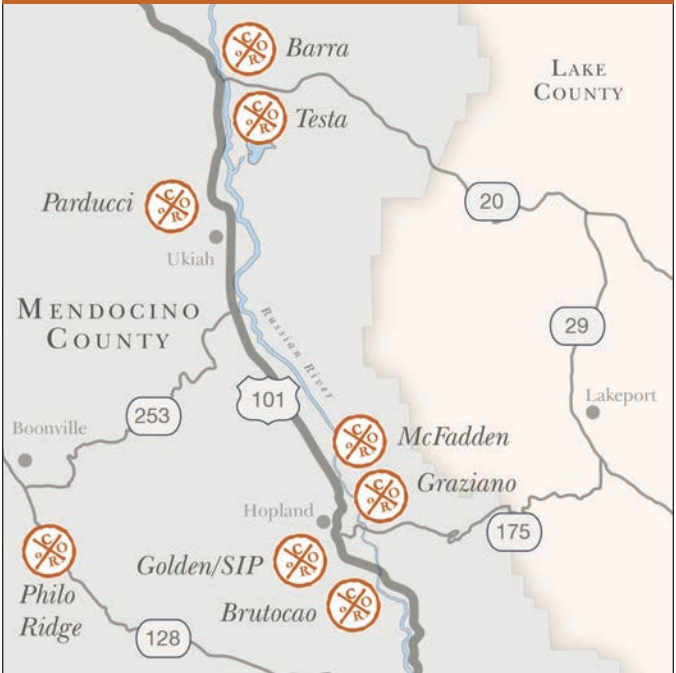 Barra
LAKE
COUNTY
Testa
20
Parducci
Ukiah
MENDOCINO
COUNTY
Russian River
29
101
253
Lakeport
Boonville
McFadden
Graziano
Hopland
175
Golden/SIP
Philo
Ridge
Brutocao
128
C
O
R
O
C
O
R
O
C
O
R
O
C
O
R
O
C
O
R
O
C
O
R
O
C
O
R
O
C
O
R
O